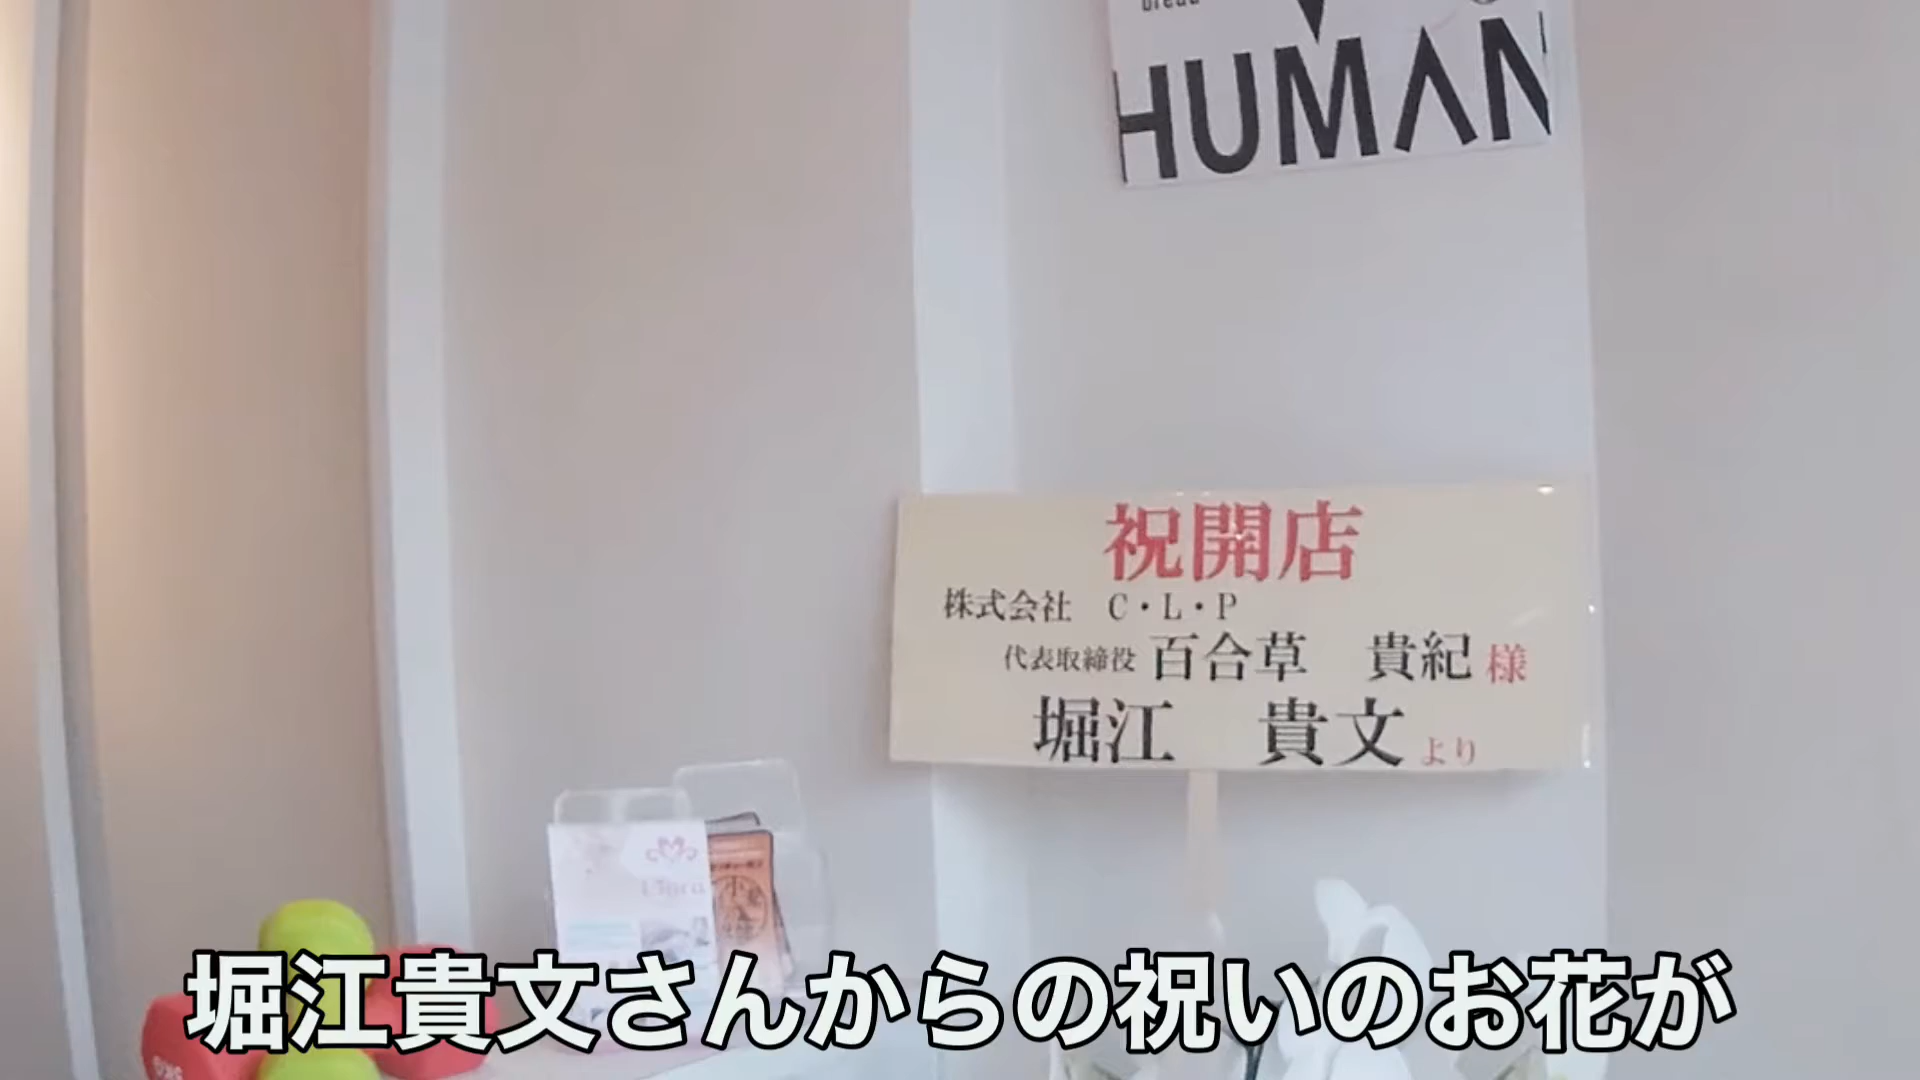 HUMAN
祝開店
株式会社 C・L・P
代表取締役 百合草 貴紀 様
堀江 貴文 より
堀江貴文さんからの祝いのお花が